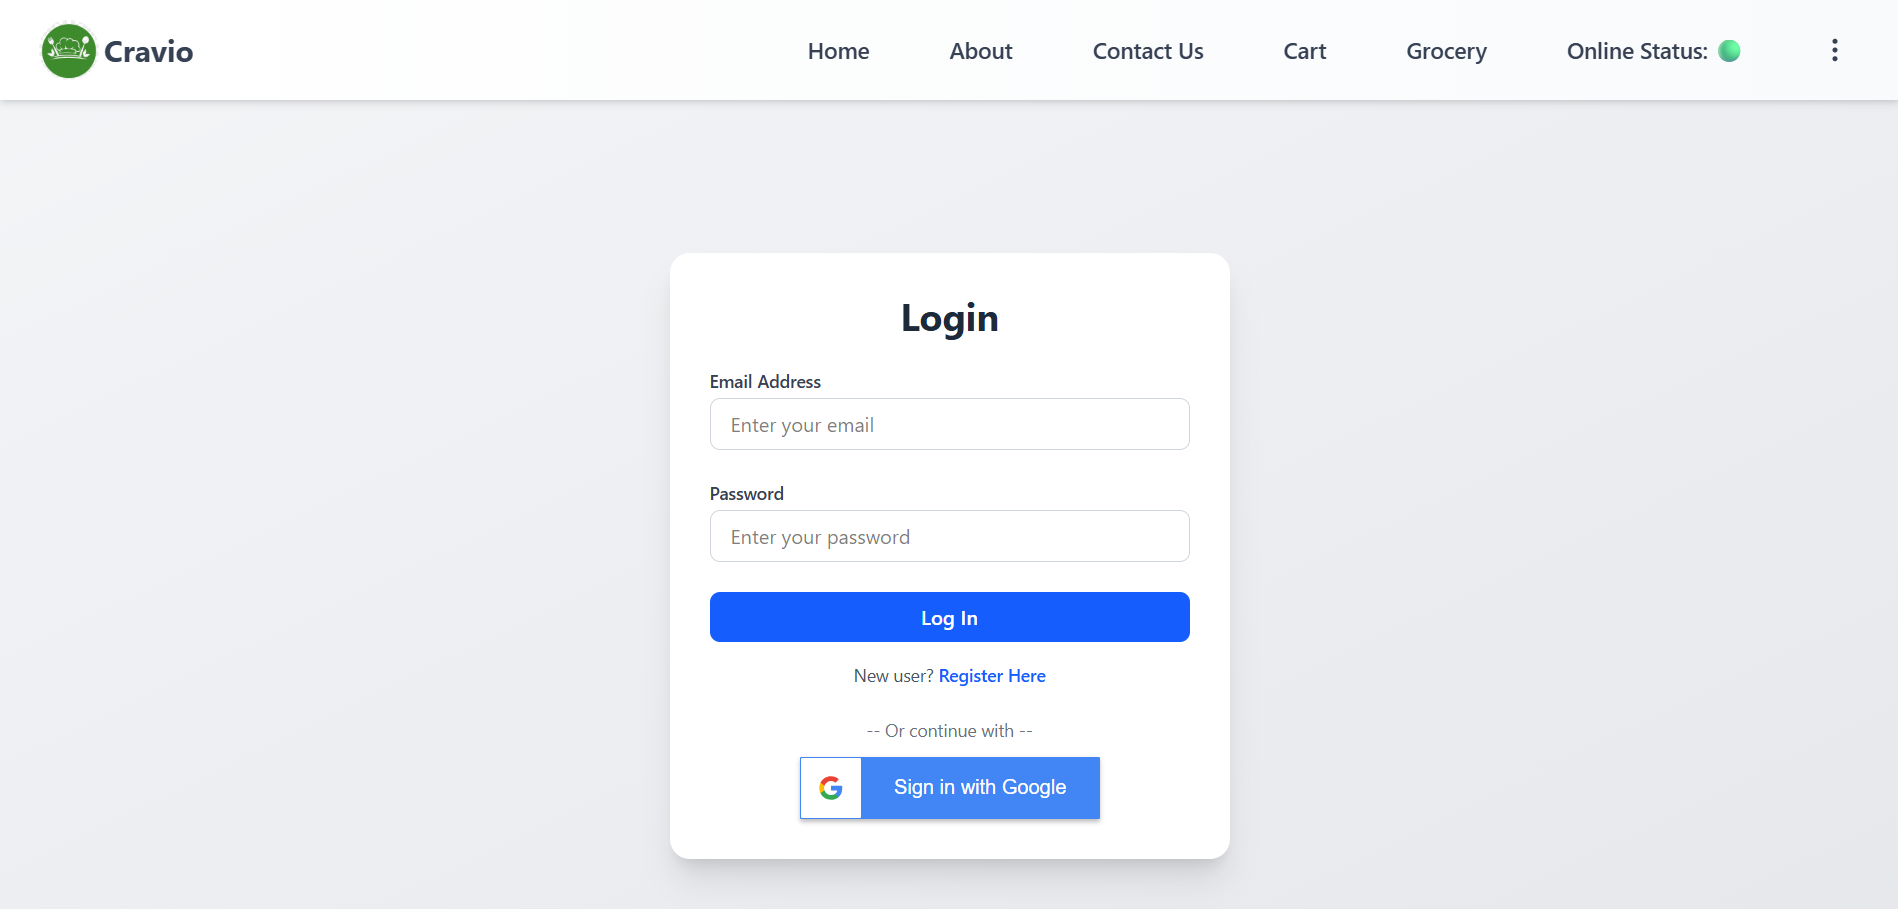 Cravio
Home
About
Contact Us
Cart
Grocery
Online Status:
Login
Email Address
Enter your email
Password
Enter your password
Log In
New user? Register Here
-- Or continue with --
Sign in with Google